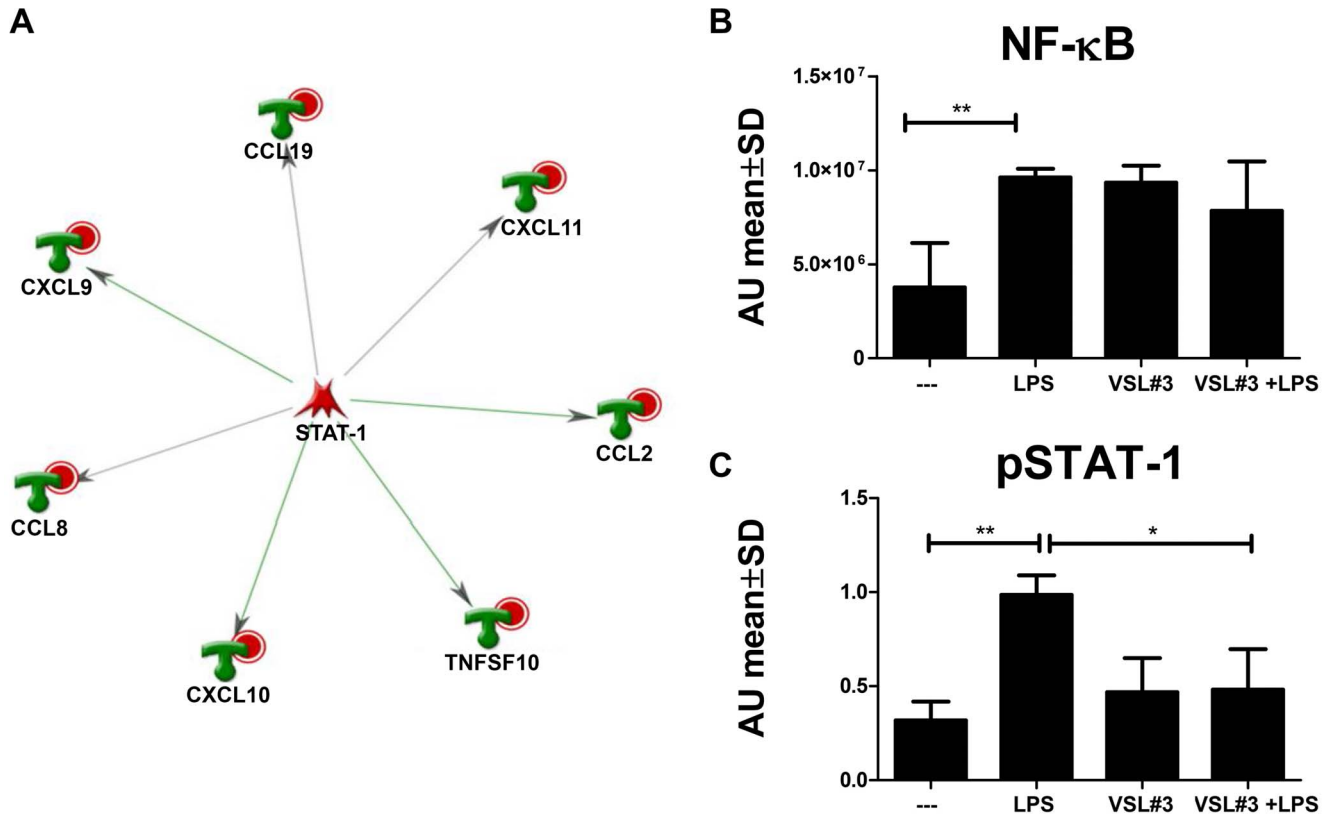 A
CCL19
CXCL11
CXCL9
STAT-1
CCL2
CCL8
TNFSF10
CXCL10
B
NF-κB
AU mean±SD
1.5×10⁷
1.0×10⁷
5.0×10⁶
0
**
--- LPS VSL#3 VSL#3 +LPS
C
pSTAT-1
AU mean±SD
1.5
1.0
0.5
0.0
** *
--- LPS VSL#3 VSL#3 +LPS